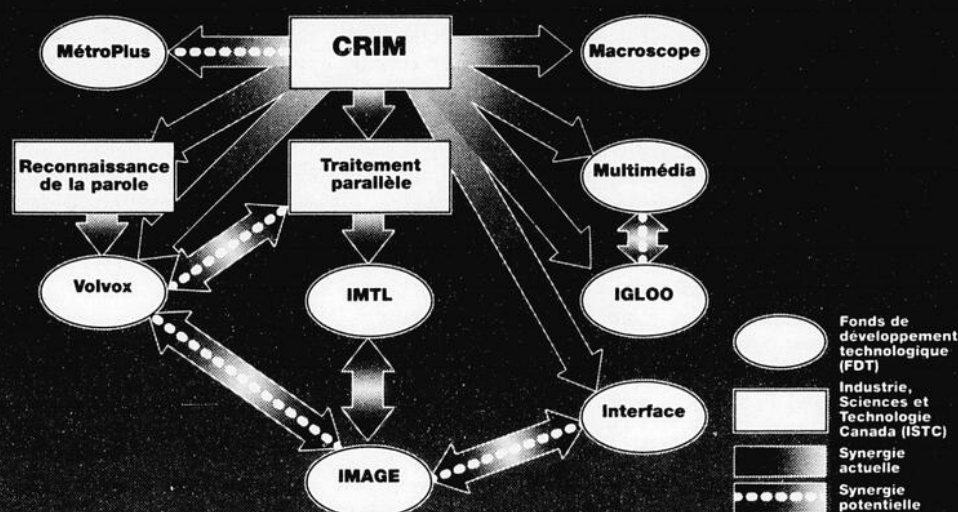 MétroPlus
CRIM
Macroscope
Reconnaissance
de la parole
Traitement
parallèle
Multimédia
Volvox
IMTL
IGLOO
Interface
IMAGE
Fonds de
développement
technologique
(FDT)
Industrie,
Sciences et
Technologie
Canada (ISTC)
Synergie
actuelle
Synergie
potentielle